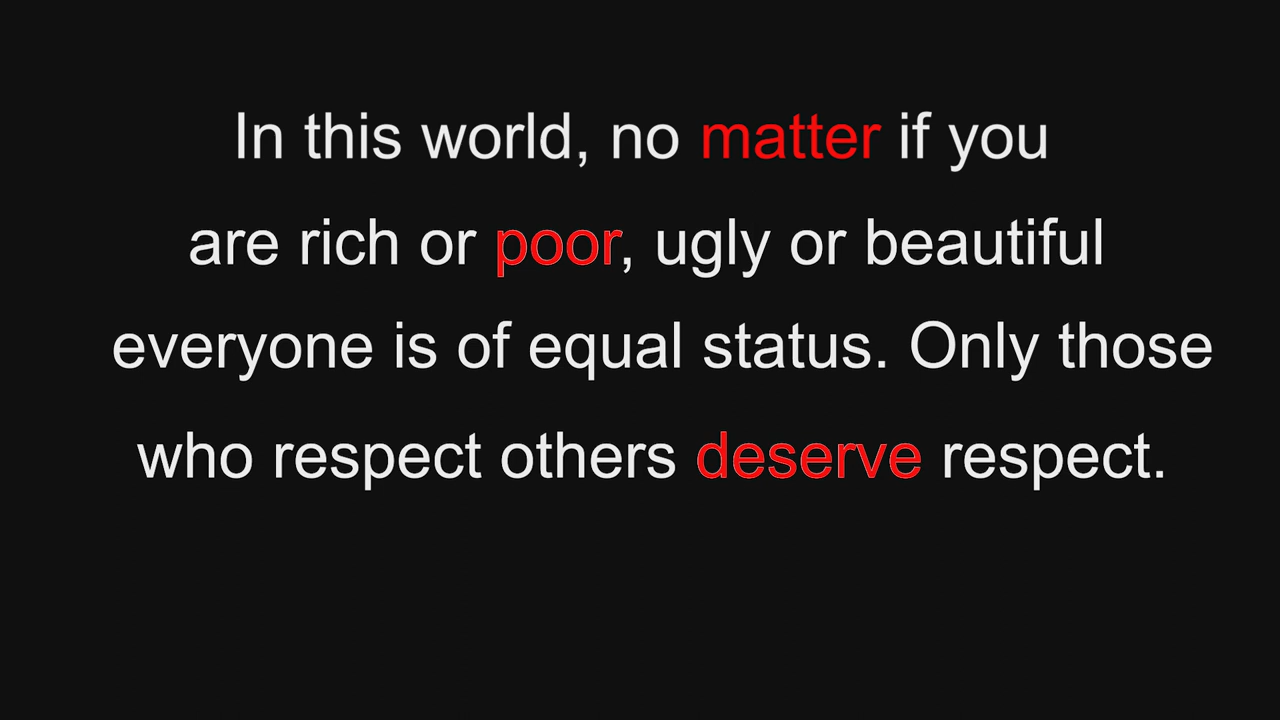 In this world, no matter if you
are rich or poor, ugly or beautiful
everyone is of equal status. Only those
who respect others deserve respect.